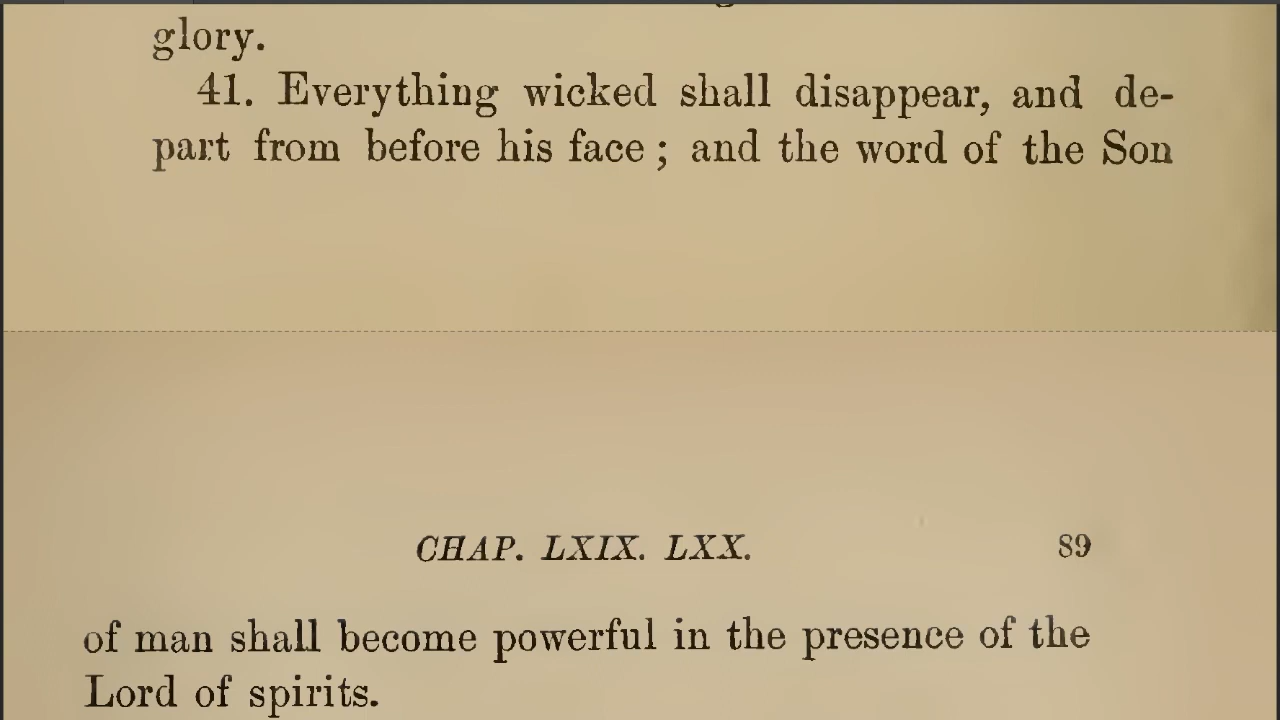 glory.
41. Everything wicked shall disappear, and de-
part from before his face ; and the word of the Son
CHAP. LXIX. LXX. 89
of man shall become powerful in the presence of the
Lord of spirits.